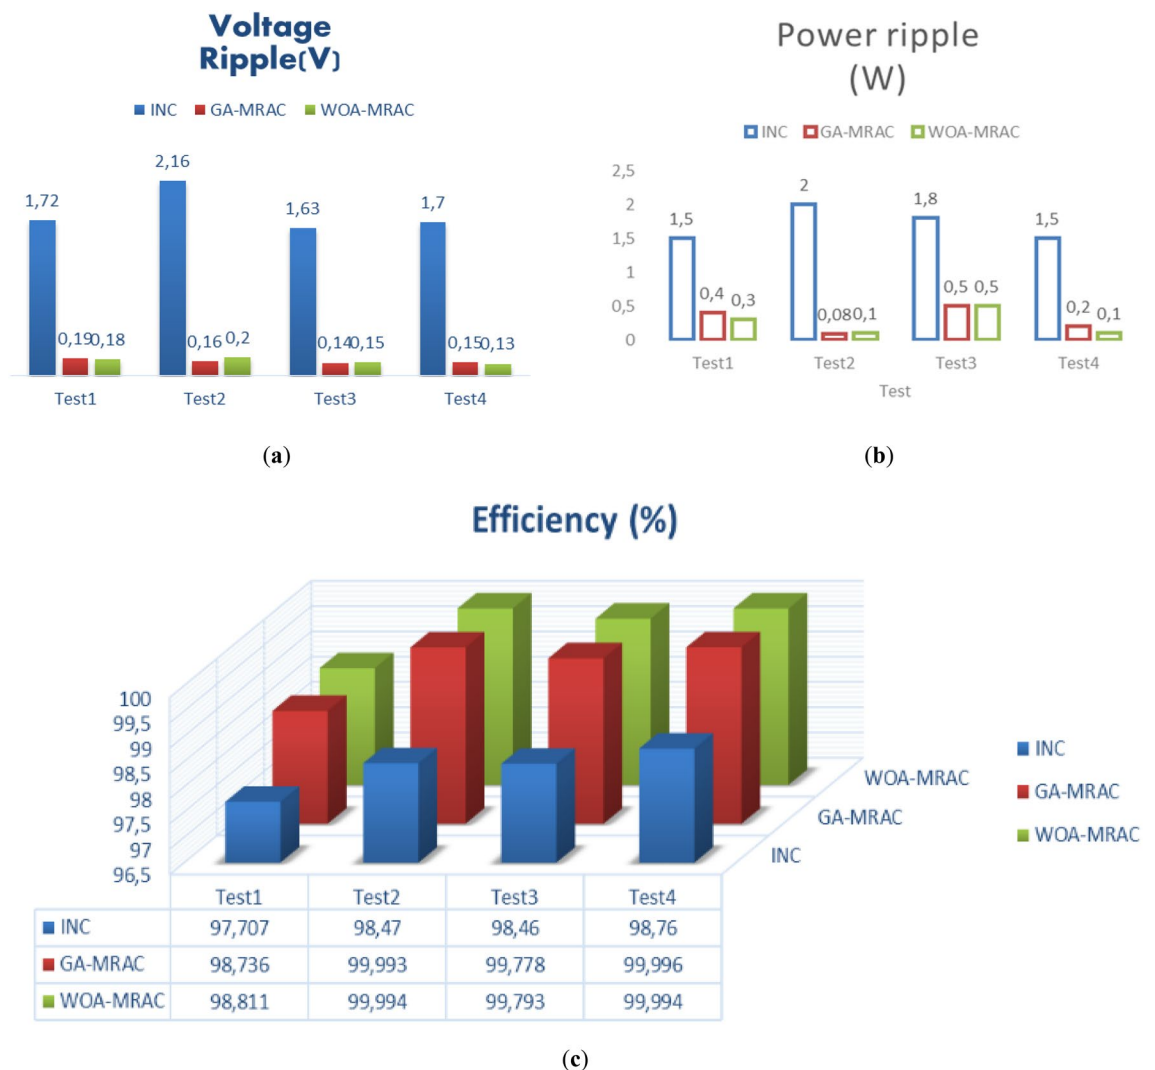 Voltage
Ripple(V)
INC GA-MRAC WOA-MRAC
2,16
1,72 1,63 1,7
0,19 0,18 0,16 0,2 0,14 0,15 0,15 0,13
Test1 Test2 Test3 Test4
(a)
Power ripple
(W)
INC GA-MRAC WOA-MRAC
2,5
2
1,5
1
0,5
0
1,5 2 1,8 1,5
0,4 0,3 0,08 0,1 0,5 0,5 0,2 0,1
Test1 Test2 Test3 Test4
Test
(b)
Efficiency (%)
100
99,5
99
98,5
98
97,5
97
96,5
WOA-MRAC
GA-MRAC
INC
INC
GA-MRAC
WOA-MRAC
Test1 Test2 Test3 Test4
INC 97,707 98,47 98,46 98,76
GA-MRAC 98,736 99,993 99,778 99,996
WOA-MRAC 98,811 99,994 99,793 99,994
(c)